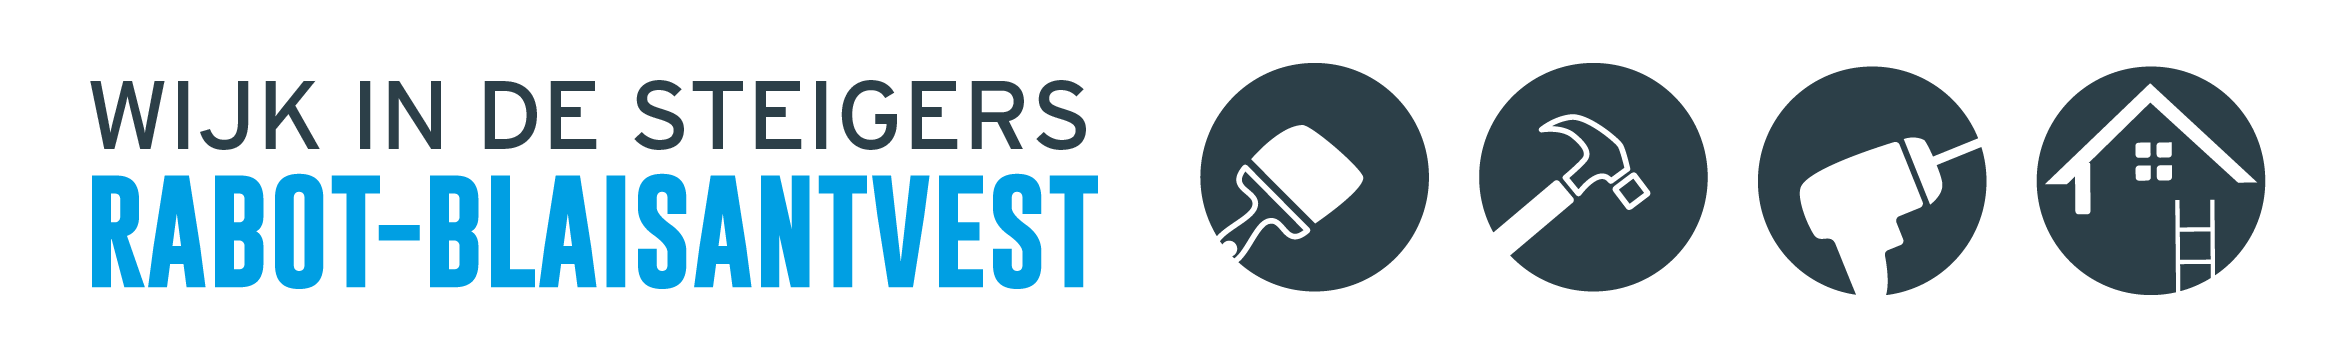 WIJK IN DE STEIGERS
RABOT-BLAISANTVEST